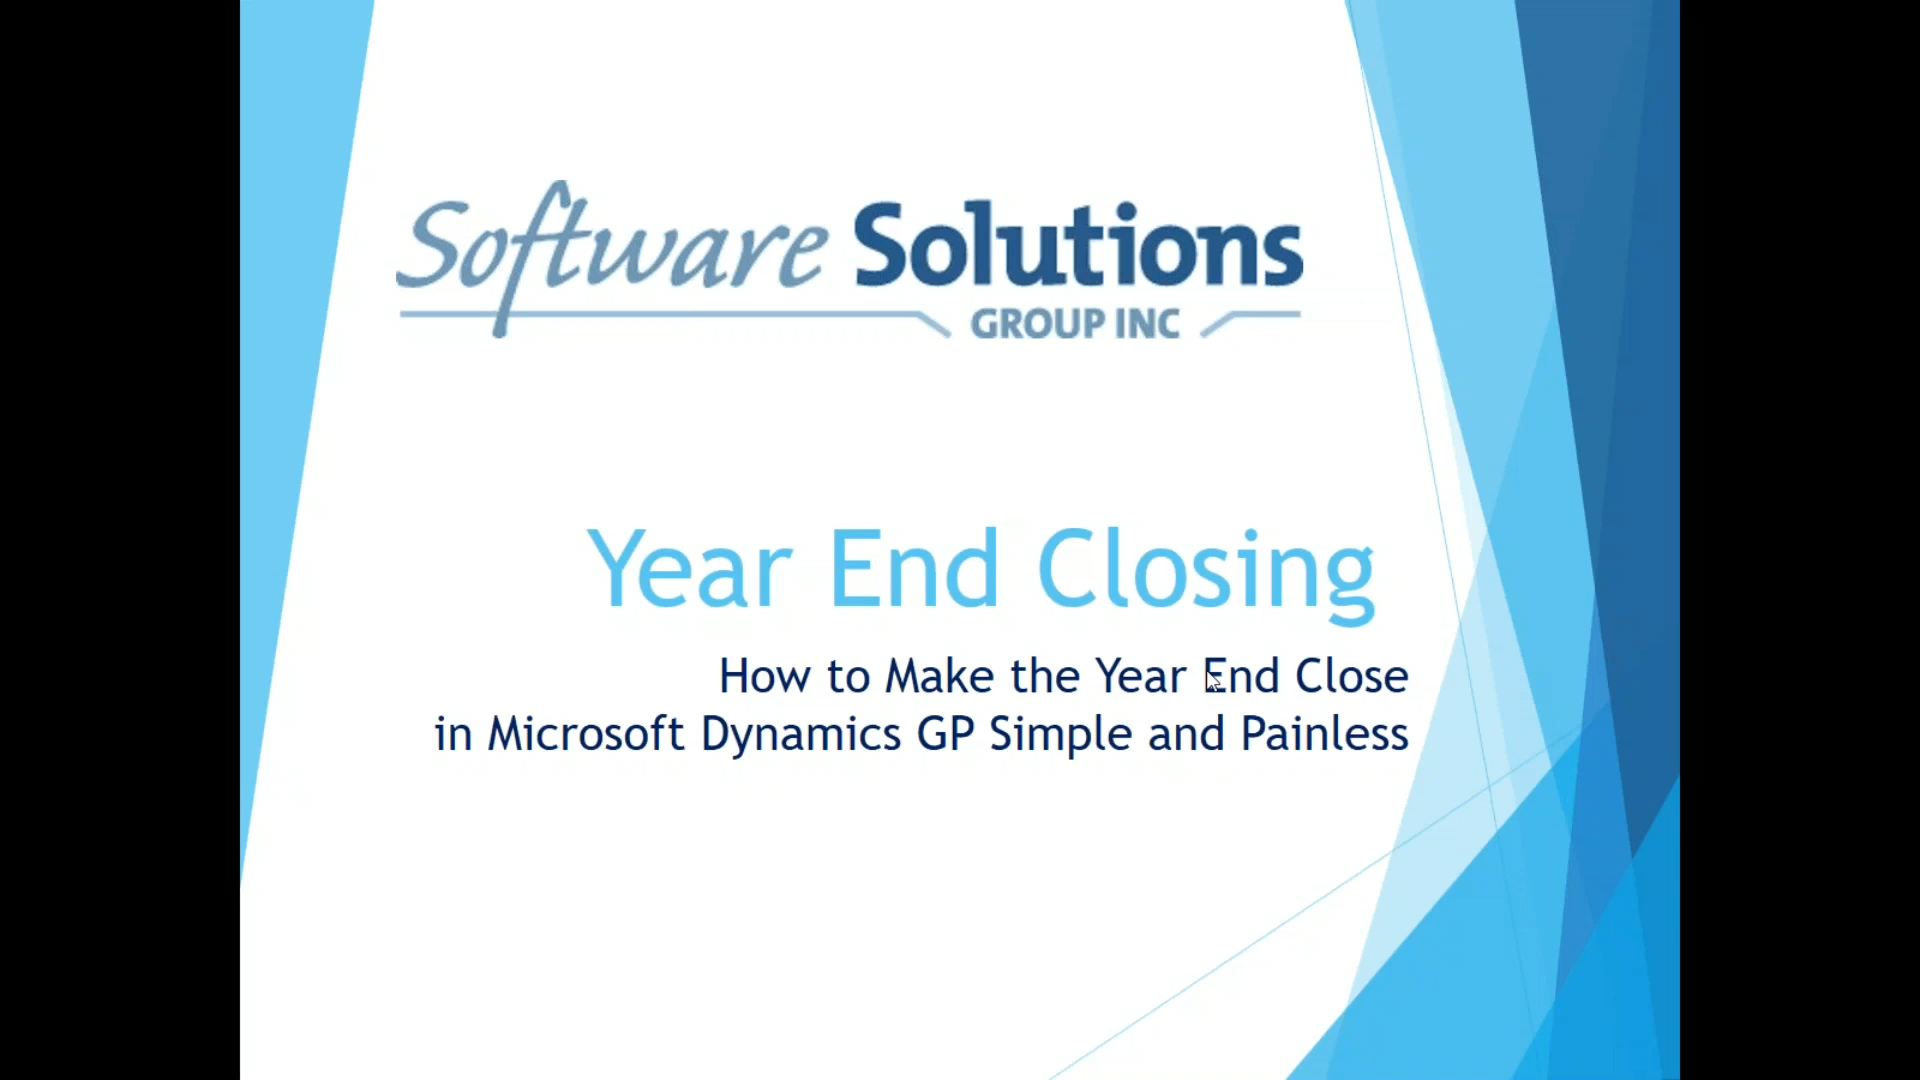 Software Solutions
GROUP INC
Year End Closing
How to Make the Year End Close
in Microsoft Dynamics GP Simple and Painless